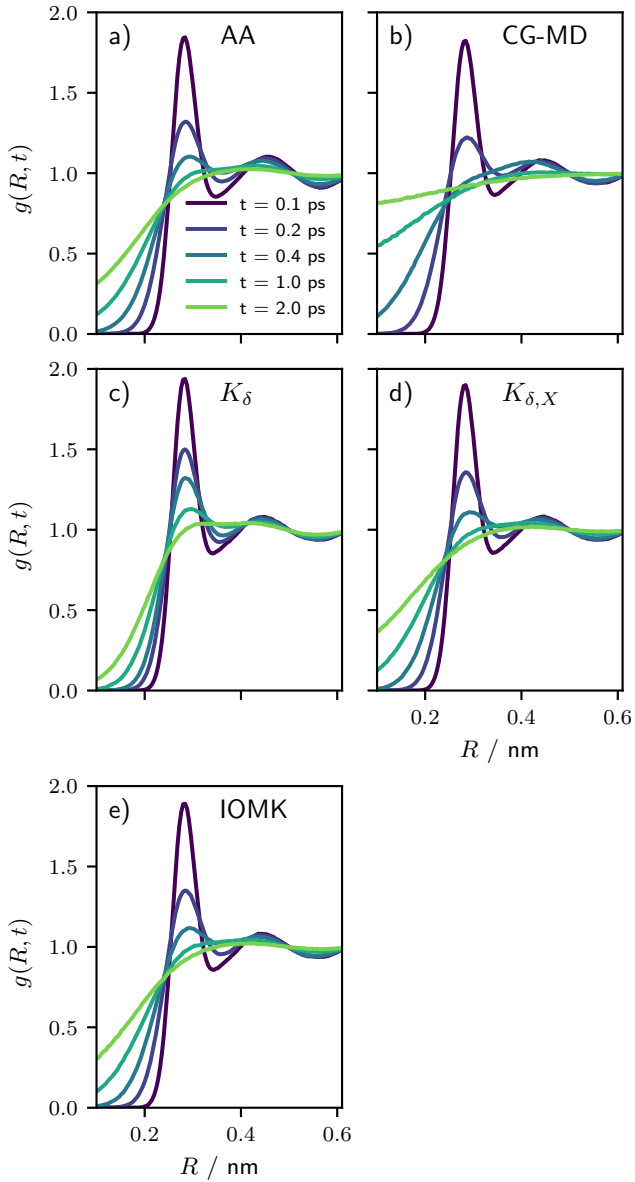 a) AA
2.0
1.5
1.0
0.5
0.0
g(R, t)
t = 0.1 ps
t = 0.2 ps
t = 0.4 ps
t = 1.0 ps
t = 2.0 ps
b) CG-MD
c) K_δ
2.0
1.5
1.0
0.5
0.0
g(R, t)
d) K_{δ,X}
0.2 0.4 0.6
R / nm
e) IOMK
2.0
1.5
1.0
0.5
0.0
g(R, t)
0.2 0.4 0.6
R / nm